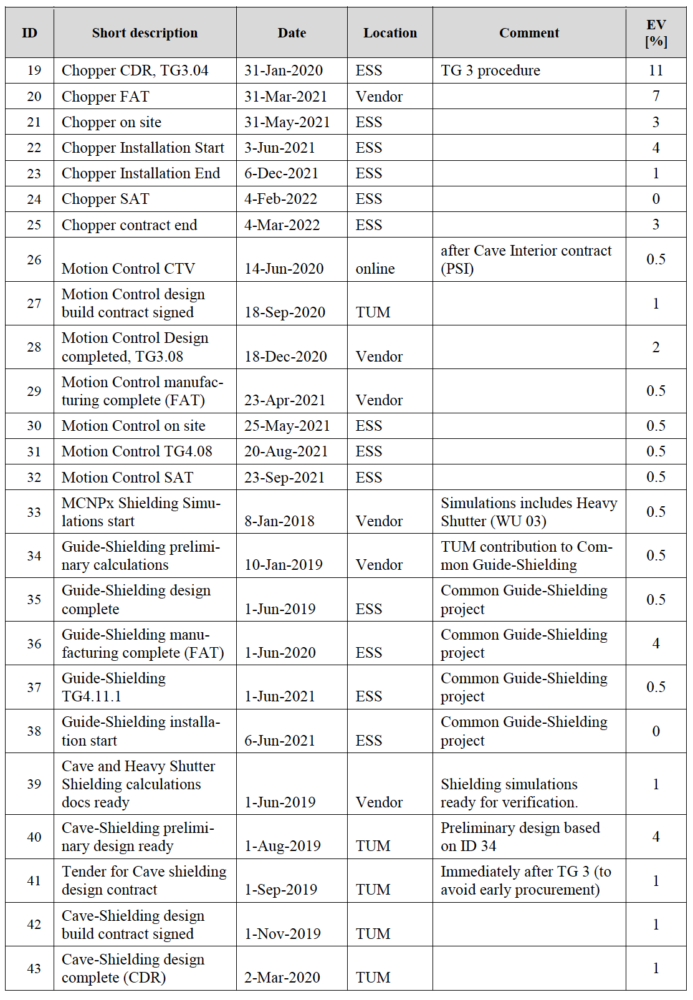 ID Short description Date Location Comment EV
[%]
19 Chopper CDR, TG3.04 31-Jan-2020 ESS TG 3 procedure 11
20 Chopper FAT 31-Mar-2021 Vendor 7
21 Chopper on site 31-May-2021 ESS 3
22 Chopper Installation Start 3-Jun-2021 ESS 4
23 Chopper Installation End 6-Dec-2021 ESS 1
24 Chopper SAT 4-Feb-2022 ESS 0
25 Chopper contract end 4-Mar-2022 ESS 3
26 Motion Control CTV 14-Jun-2020 online after Cave Interior contract
(PSI) 0.5
27 Motion Control design
build contract signed 18-Sep-2020 TUM 1
28 Motion Control Design
completed, TG3.08 18-Dec-2020 Vendor 2
29 Motion Control manufac-
turing complete (FAT) 23-Apr-2021 Vendor 0.5
30 Motion Control on site 25-May-2021 ESS 0.5
31 Motion Control TG4.08 20-Aug-2021 ESS 0.5
32 Motion Control SAT 23-Sep-2021 ESS 0.5
33 MCNPx Shielding Simu-
lations start 8-Jan-2018 Vendor Simulations includes Heavy
Shutter (WU 03) 0.5
34 Guide-Shielding prelimi-
nary calculations 10-Jan-2019 Vendor TUM contribution to Com-
mon Guide-Shielding 0.5
35 Guide-Shielding design
complete 1-Jun-2019 ESS Common Guide-Shielding
project 0.5
36 Guide-Shielding manu-
facturing complete (FAT) 1-Jun-2020 ESS Common Guide-Shielding
project 4
37 Guide-Shielding
TG4.11.1 1-Jun-2021 ESS Common Guide-Shielding
project 0.5
38 Guide-Shielding installa-
tion start 6-Jun-2021 ESS Common Guide-Shielding
project 0
39 Cave and Heavy Shutter
Shielding calculations
docs ready 1-Jun-2019 Vendor Shielding simulations
ready for verification. 1
40 Cave-Shielding prelimi-
nary design ready 1-Aug-2019 TUM Preliminary design based
on ID 34 4
41 Tender for Cave shielding
design contract 1-Sep-2019 TUM Immediately after TG 3 (to
avoid early procurement) 1
42 Cave-Shielding design
build contract signed 1-Nov-2019 TUM 1
43 Cave-Shielding design
complete (CDR) 2-Mar-2020 TUM 1